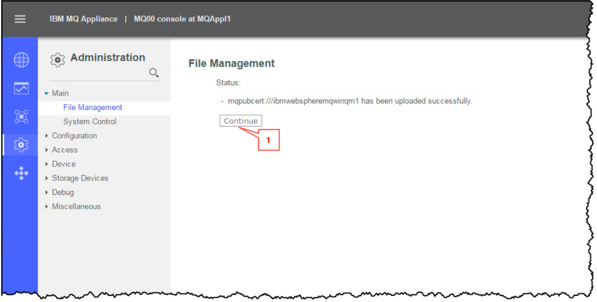 IBM MQ Appliance | MQ00 console at MQAppl1
Administration
Main
File Management
System Control
Configuration
Access
Device
Storage Devices
Debug
Miscellaneous
File Management
Status:
- mqpubcert:///ibmwebspheremqwinqm1 has been uploaded successfully.
Continue
1